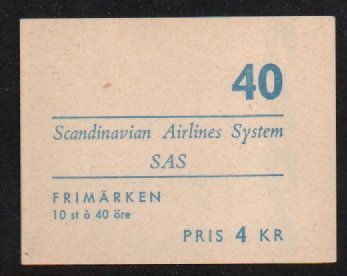 40
Scandinavian Airlines System
SAS
FRIMÄRKEN
10 st à 40 öre
PRIS 4 KR